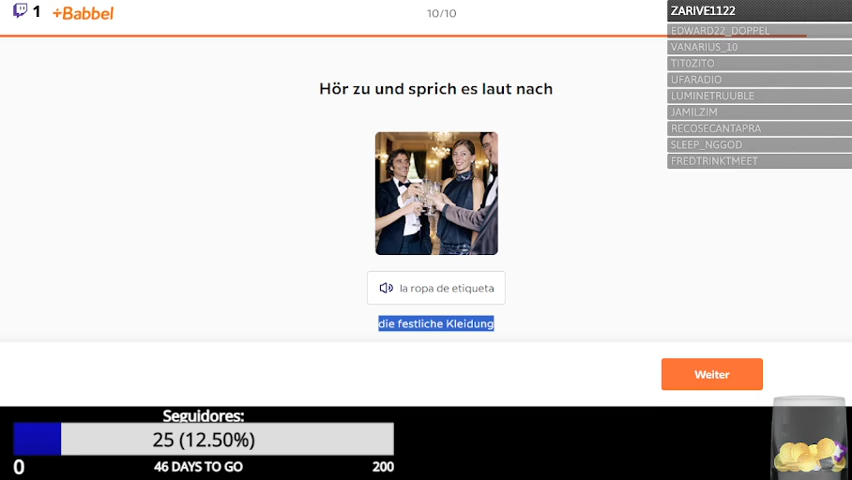 1 +Babbel
10/10
ZARIVE1122
EDWARD22_DOPPEL
VANARIUS_10
TIT0ZITO
UFARADIO
LUMINETRUUBLE
JAMILZIM
RECOSECANTAPRA
SLEEP_NGGOD
FREDTRINKTMEET
Hör zu und sprich es laut nach
la ropa de etiqueta
die festliche Kleidung
Weiter
Seguidores:
25 (12.50%)
0 46 DAYS TO GO 200